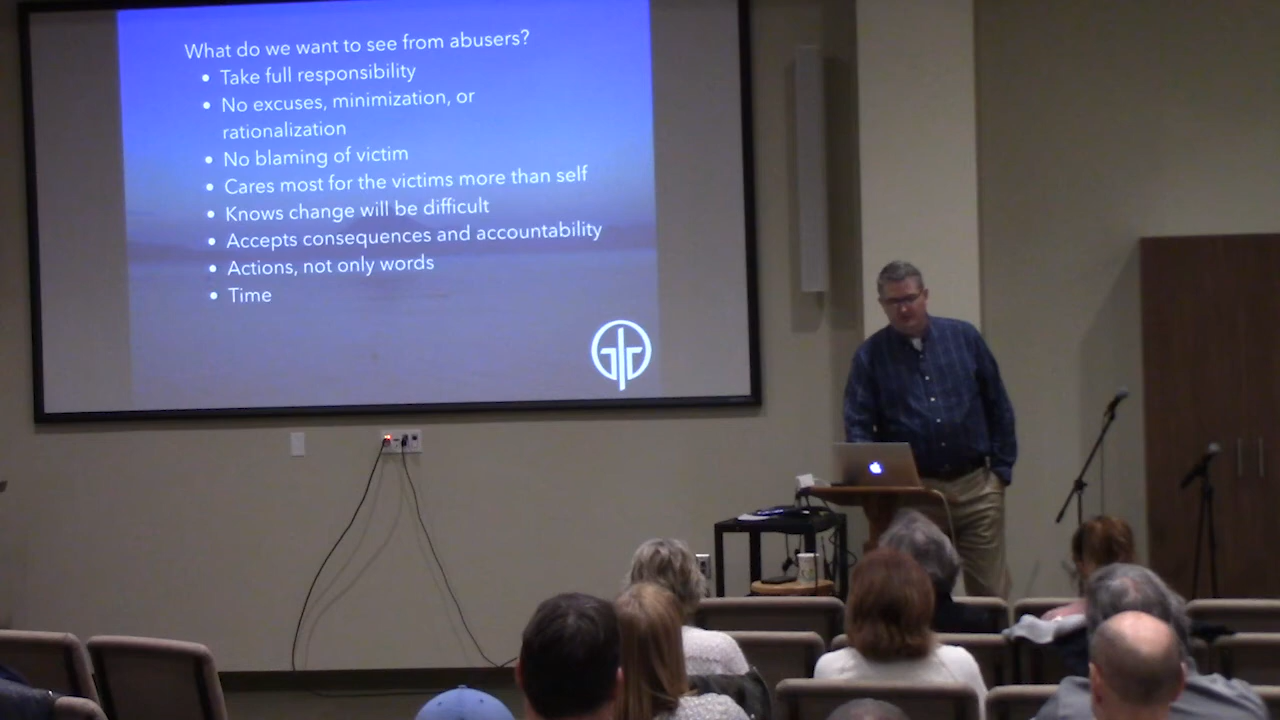 What do we want to see from abusers?
• Take full responsibility
• No excuses, minimization, or
rationalization
• No blaming of victim
• Cares most for the victims more than self
• Knows change will be difficult
• Accepts consequences and accountability
• Actions, not only words
• Time